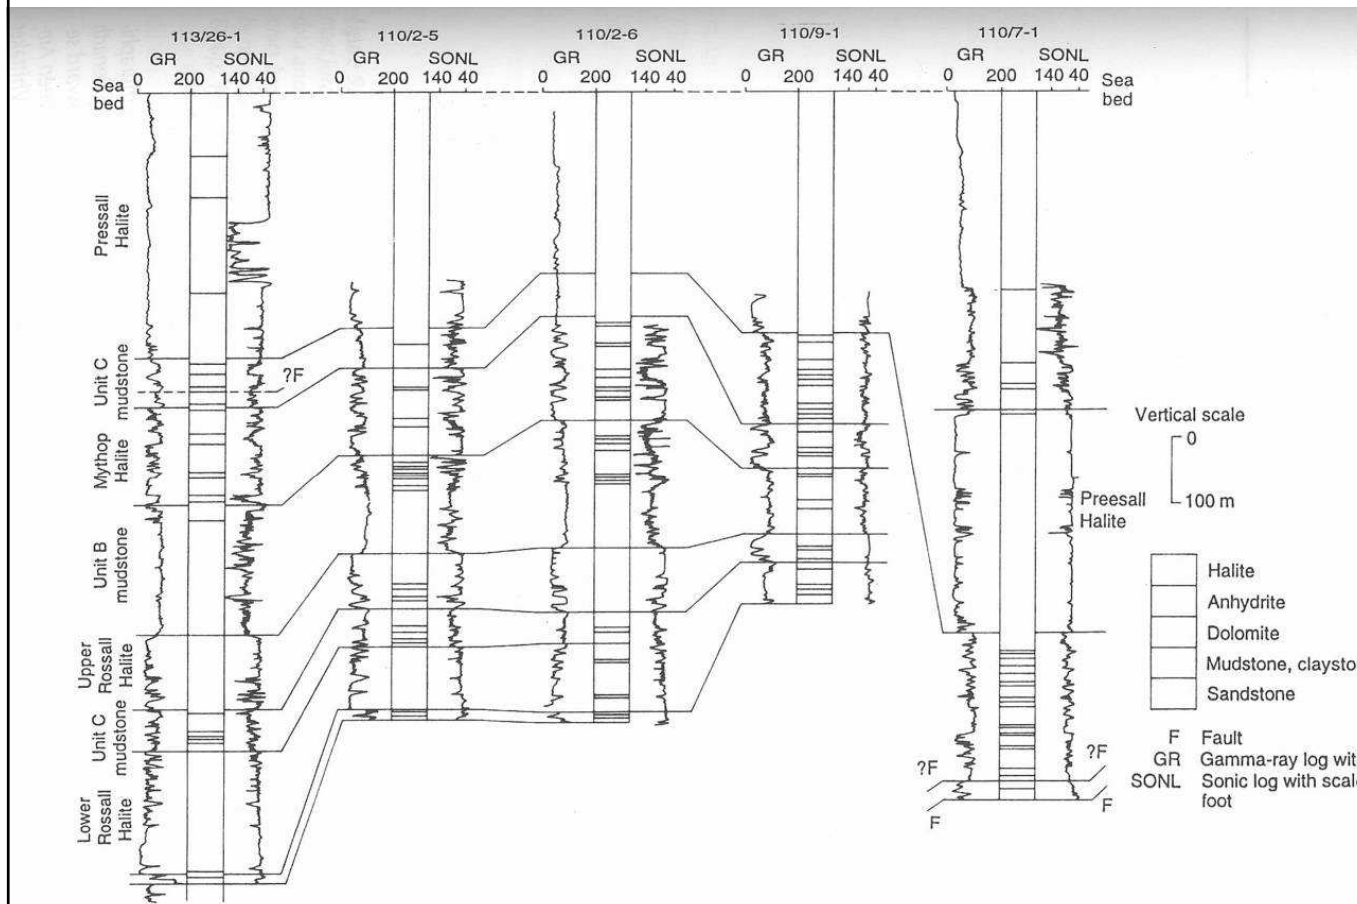 113/26-1 110/2-5 110/2-6 110/9-1 110/7-1
GR SONL GR SONL GR SONL GR SONL GR SONL
0 200 140 40 0 200 140 40 0 200 140 40 0 200 140 40 0 200 140 40
Sea
bed
Sea
bed
Pressall
Halite
Unit C
mudstone
?F
Mythop
Halite
Unit B
mudstone
Upper
Rossall
Halite
Unit C
mudstone
Lower
Rossall
Halite
Preesall
Halite
?F
F
?F
F
Vertical scale
0
100 m
Halite
Anhydrite
Dolomite
Mudstone, claysto
Sandstone
F Fault
GR Gamma-ray log wit
SONL Sonic log with scal
foot